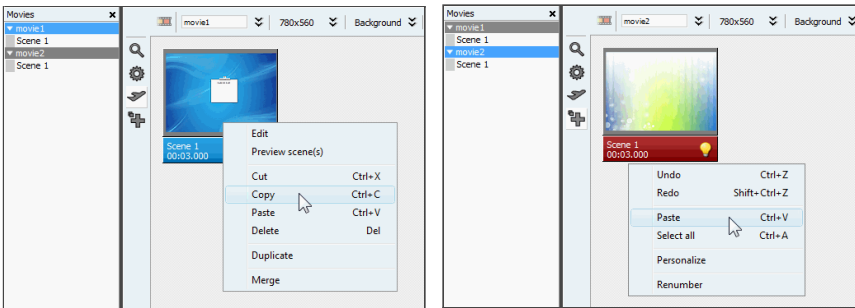 Movies
movie1
Scene 1
movie2
Scene 1
movie1 780x560 Background
Scene 1
00:03.000
Edit
Preview scene(s)
Cut Ctrl+X
Copy Ctrl+C
Paste Ctrl+V
Delete Del
Duplicate
Merge
Movies
movie1
Scene 1
movie2
Scene 1
movie2 780x560 Background
Scene 1
00:03.000
Undo Ctrl+Z
Redo Shift+Ctrl+Z
Paste Ctrl+V
Select all Ctrl+A
Personalize
Renumber